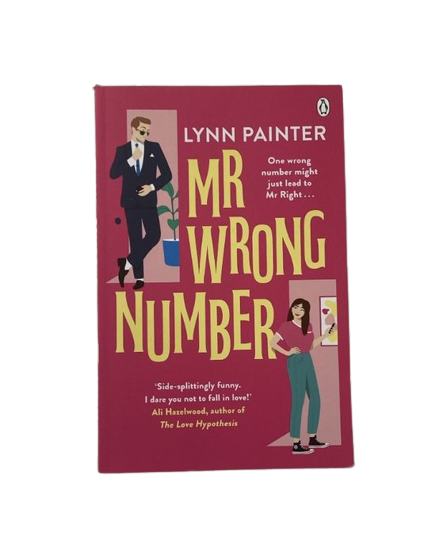 LYNN PAINTER
One wrong
number might
just lead to
Mr Right...
MR
WRONG
NUMBER
'Side-splittingly funny.
I dare you not to fall in love!'
Ali Hazelwood, author of
The Love Hypothesis